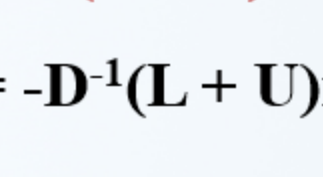 = -D⁻¹(L + U)